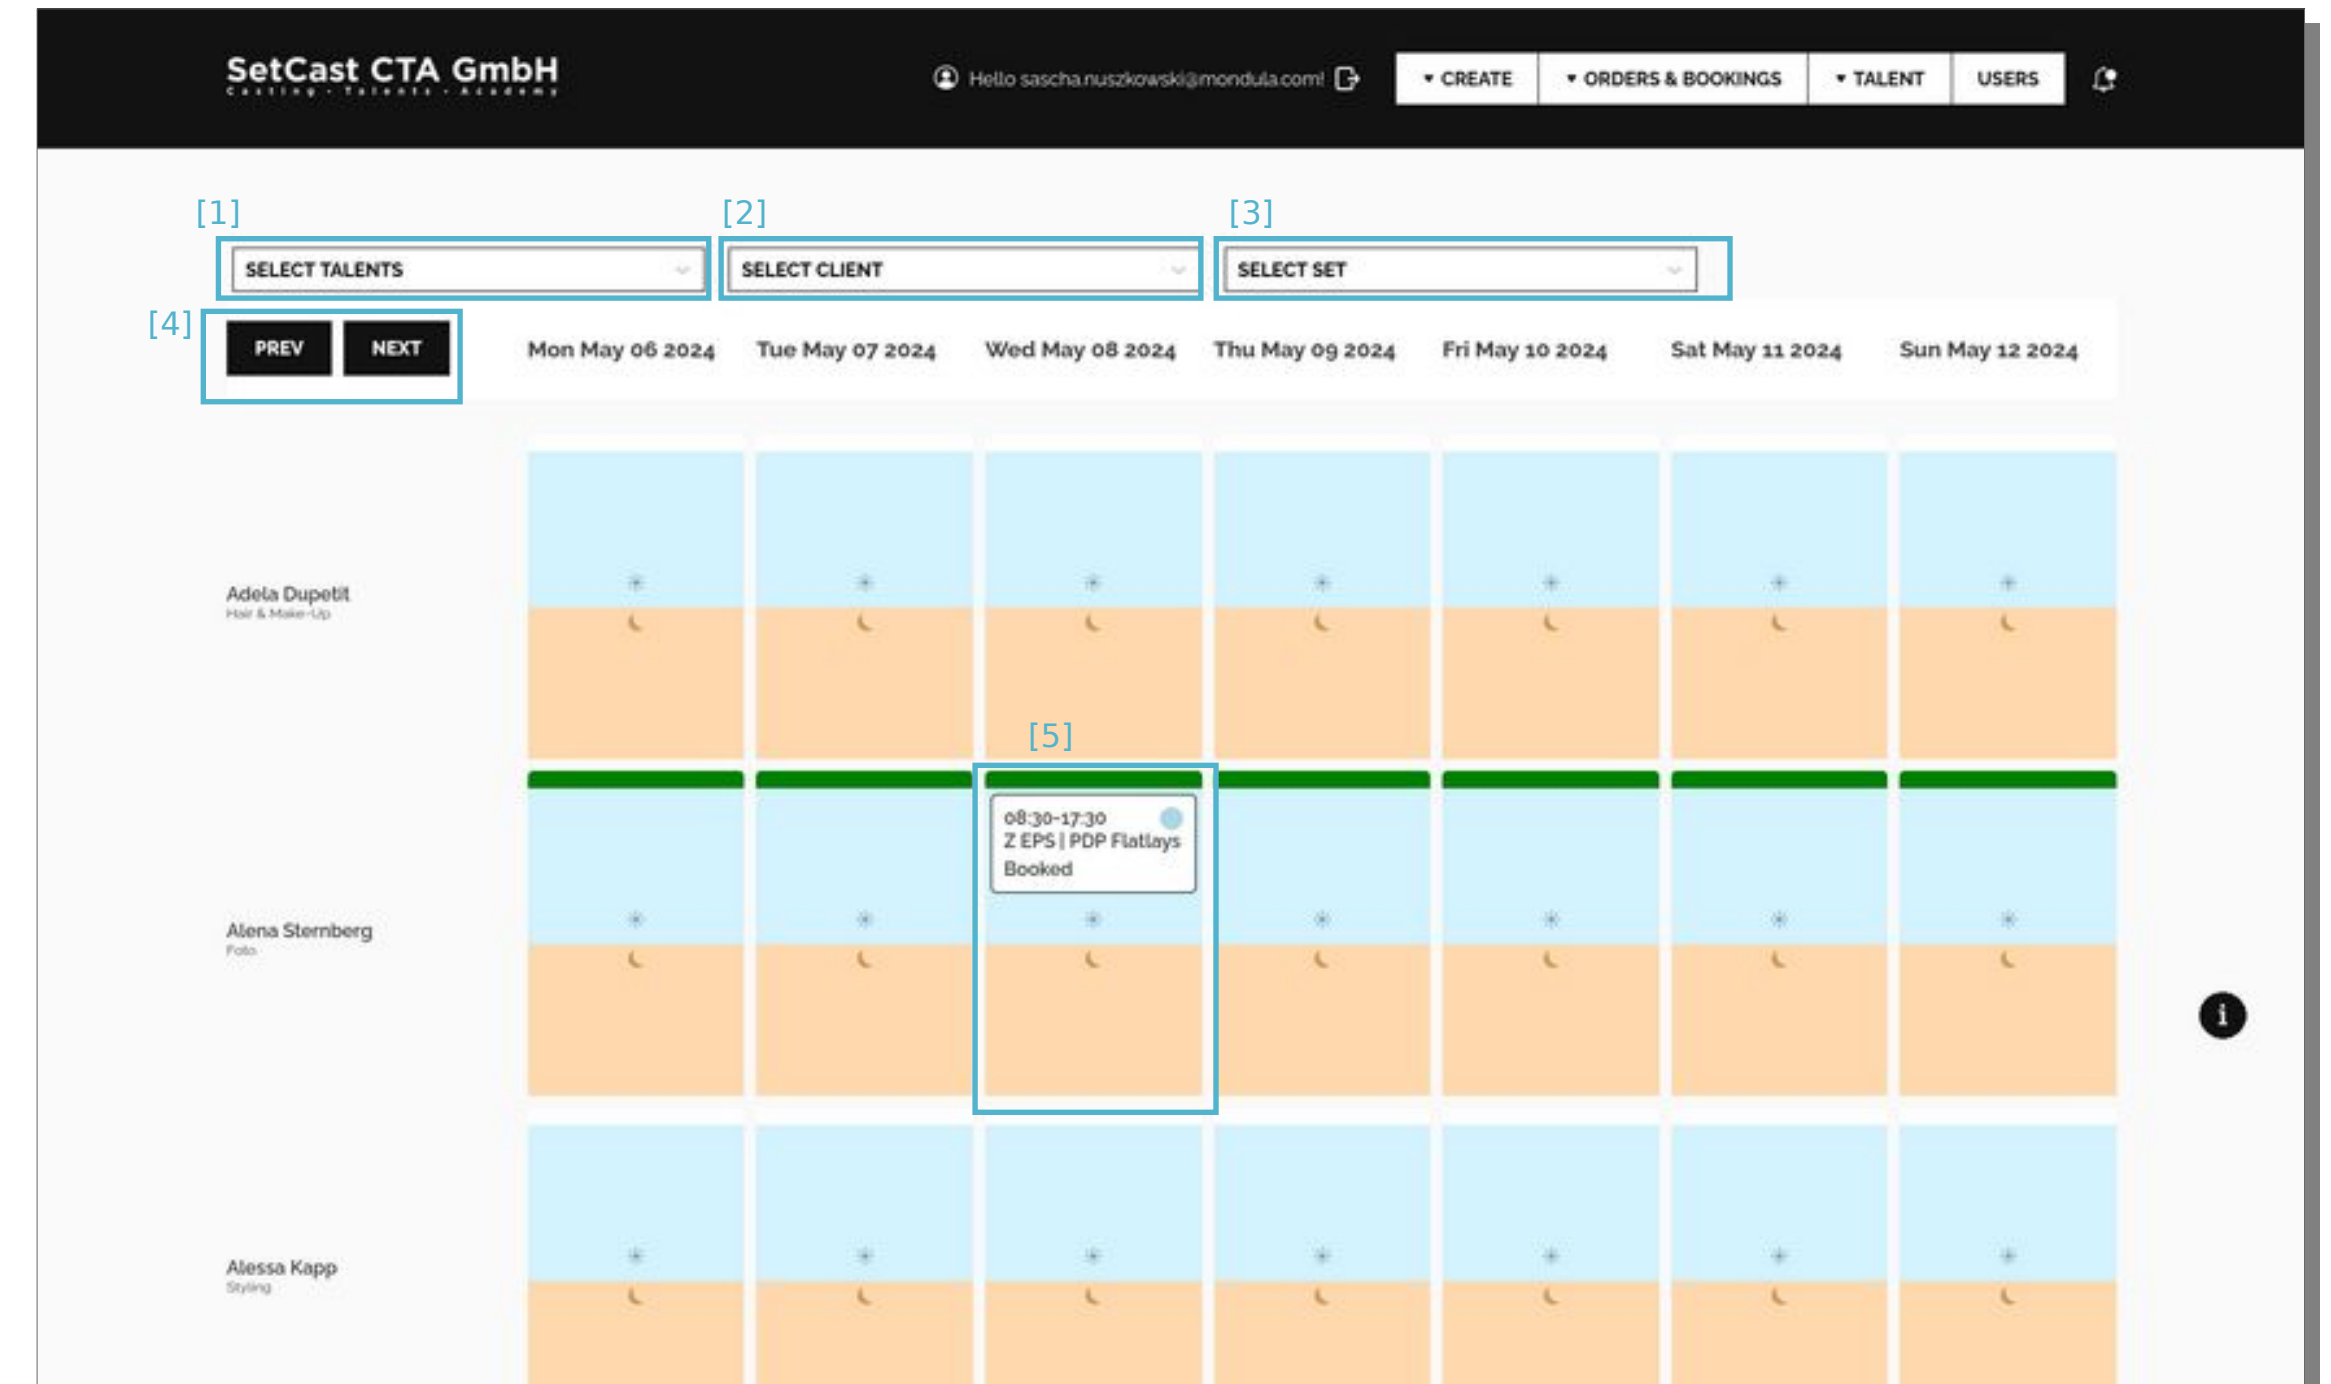 SetCast CTA GmbH
Casting • Talents • Academy
Hello sascha.nuszkowski@mondula.com!
▾ CREATE
▾ ORDERS & BOOKINGS
▾ TALENT
USERS
[1]
[2]
[3]
SELECT TALENTS
SELECT CLIENT
SELECT SET
[4]
PREV
NEXT
Mon May 06 2024
Tue May 07 2024
Wed May 08 2024
Thu May 09 2024
Fri May 10 2024
Sat May 11 2024
Sun May 12 2024
Adela Dupetit
Hair & Make-Up
[5]
08:30-17:30
Z EPS | PDP Flatlays
Booked
Alena Sternberg
Foto
i
Alessa Kapp
Styling